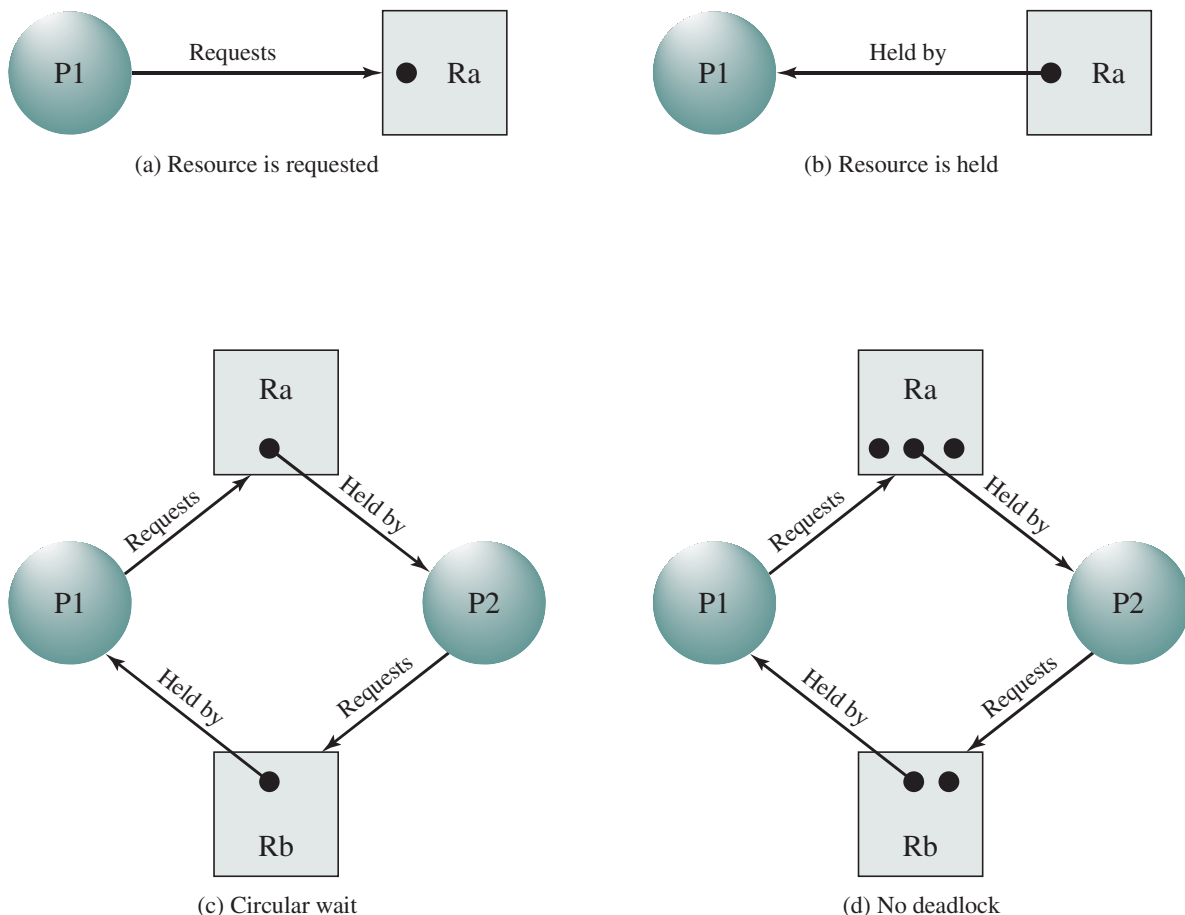 P1
Requests
Ra
(a) Resource is requested
P1
Held by
Ra
(b) Resource is held
Ra
Requests
Held by
P1
P2
Held by
Requests
Rb
(c) Circular wait
Ra
Requests
Held by
P1
P2
Held by
Requests
Rb
(d) No deadlock